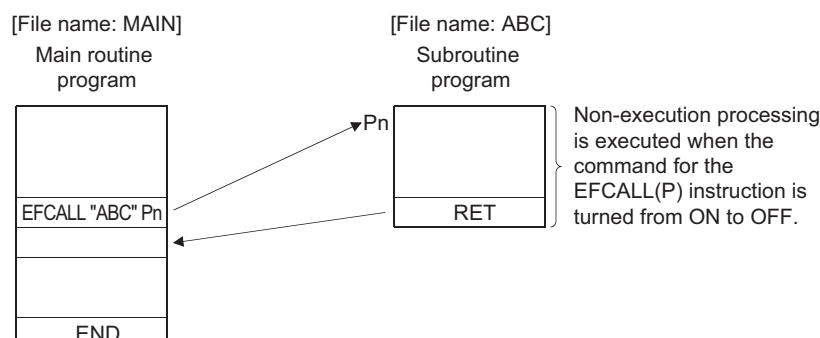 [File name: MAIN]
Main routine
program
EFCALL "ABC" Pn
END
[File name: ABC]
Subroutine
program
Pn
RET
Non-execution processing
is executed when the
command for the
EFCALL(P) instruction is
turned from ON to OFF.